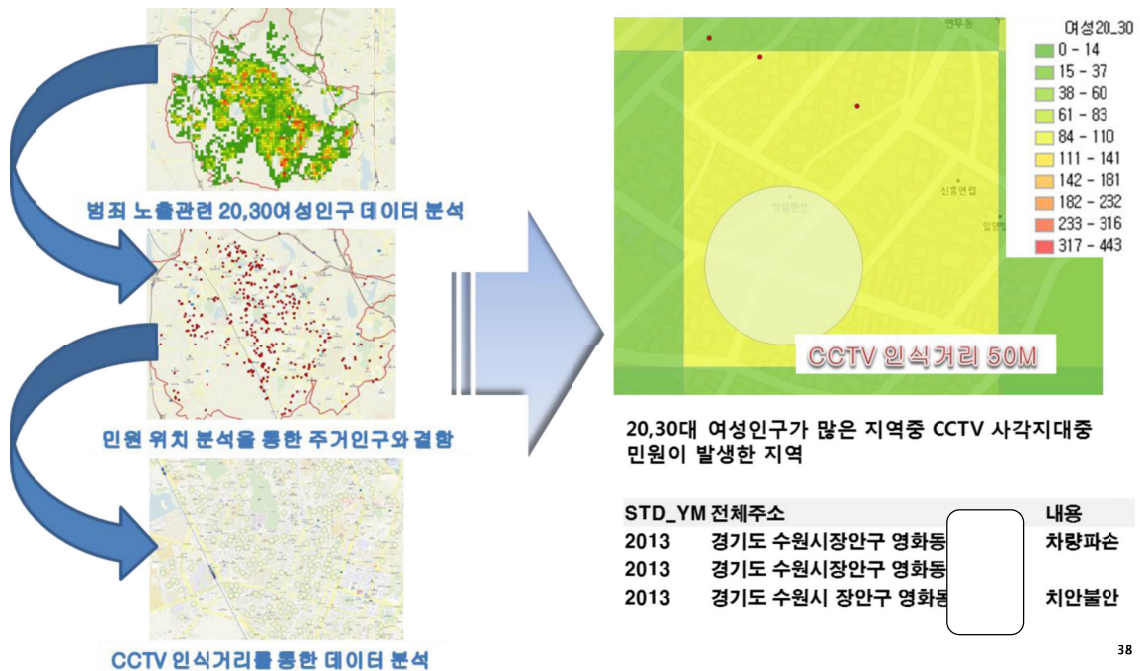 범죄 노출관련 20,30여성인구 데이터 분석
민원 위치 분석을 통한 주거인구와 결합
CCTV 인식거리를 통한 데이터 분석
연무동
신흥연립
여성20_30
0 - 14
15 - 37
38 - 60
61 - 83
84 - 110
111 - 141
142 - 181
182 - 232
233 - 316
317 - 443
CCTV 인식거리 50M
20,30대 여성인구가 많은 지역중 CCTV 사각지대중
민원이 발생한 지역
STD_YM 전체주소 내용
2013 경기도 수원시장안구 영화동 차량파손
2013 경기도 수원시장안구 영화동
2013 경기도 수원시 장안구 영화동 치안불안
38